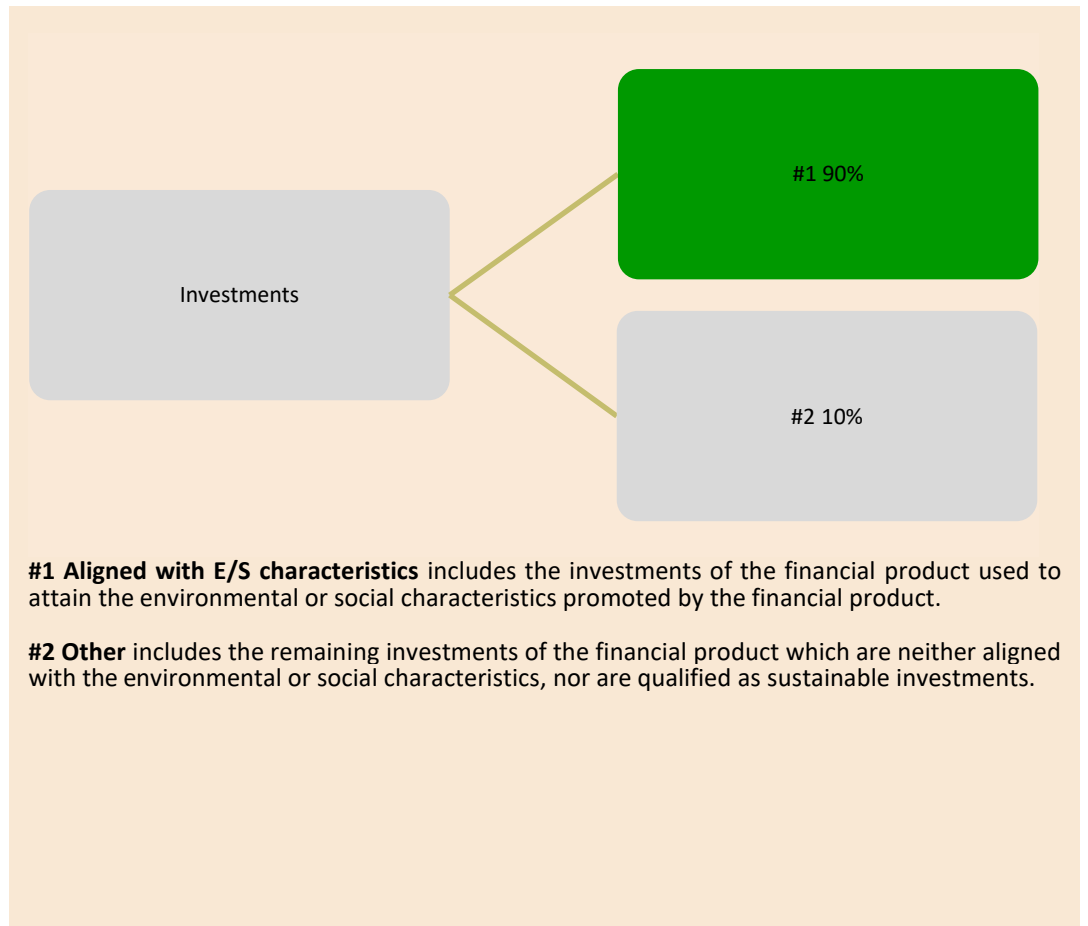 #1 90%
Investments
#2 10%
#1 Aligned with E/S characteristics includes the investments of the financial product used to
attain the environmental or social characteristics promoted by the financial product.
#2 Other includes the remaining investments of the financial product which are neither aligned
with the environmental or social characteristics, nor are qualified as sustainable investments.